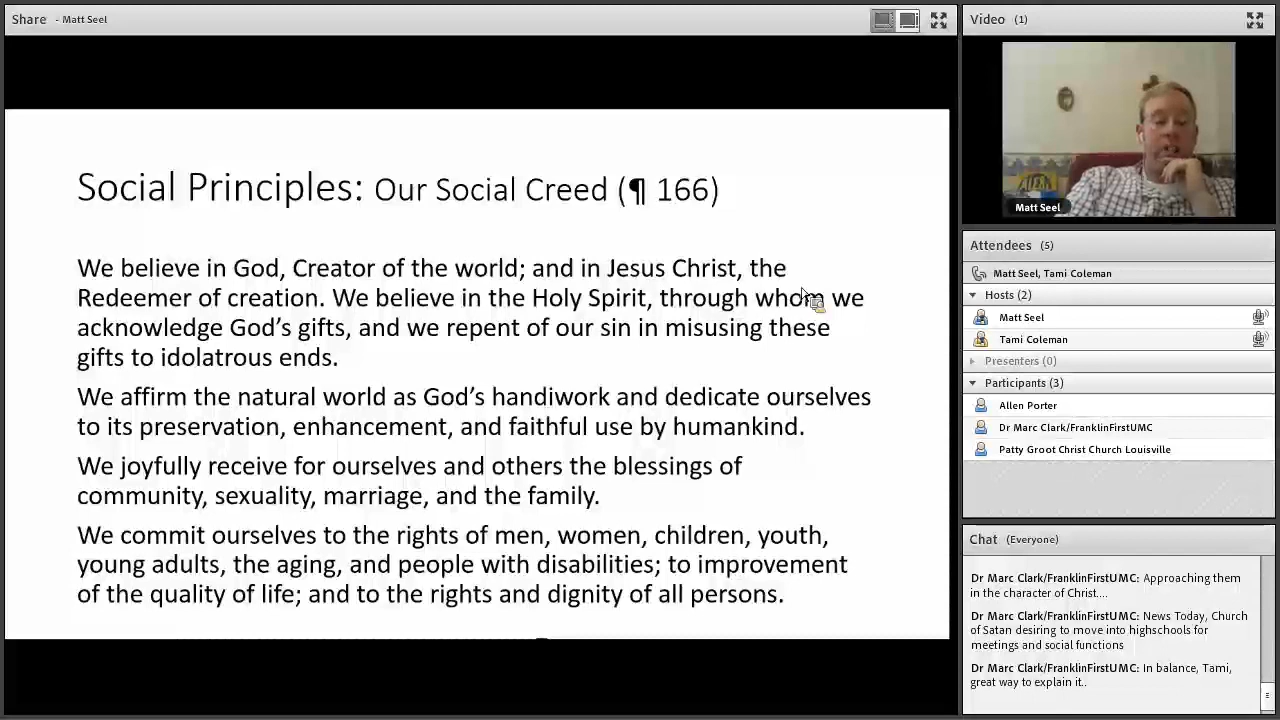 Share - Matt Seel
Social Principles: Our Social Creed (¶ 166)
We believe in God, Creator of the world; and in Jesus Christ, the
Redeemer of creation. We believe in the Holy Spirit, through whom we
acknowledge God’s gifts, and we repent of our sin in misusing these
gifts to idolatrous ends.
We affirm the natural world as God’s handiwork and dedicate ourselves
to its preservation, enhancement, and faithful use by humankind.
We joyfully receive for ourselves and others the blessings of
community, sexuality, marriage, and the family.
We commit ourselves to the rights of men, women, children, youth,
young adults, the aging, and people with disabilities; to improvement
of the quality of life; and to the rights and dignity of all persons.
Video (1)
Matt Seel
Attendees (5)
Matt Seel, Tami Coleman
Hosts (2)
Matt Seel
Tami Coleman
Presenters (0)
Participants (3)
Allen Porter
Dr Marc Clark/FranklinFirstUMC
Patty Groot Christ Church Louisville
Chat (Everyone)
Dr Marc Clark/FranklinFirstUMC: Approaching them
in the character of Christ....
Dr Marc Clark/FranklinFirstUMC: News Today, Church
of Satan desiring to move into highschools for
meetings and social functions
Dr Marc Clark/FranklinFirstUMC: In balance, Tami,
great way to explain it..